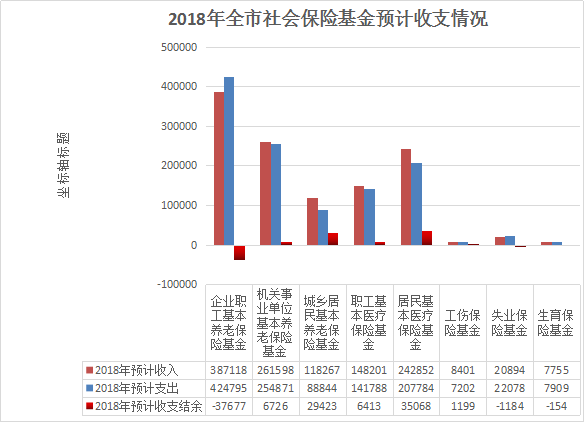 2018年全市社会保险基金预计收支情况
500000
400000
300000
200000
100000
0
-100000
坐标轴标题
企业职
工基本
养老保
险基金
机关事
业单位
基本养
老保险
基金
城乡居
民基本
养老保
险基金
职工基
本医疗
保险基
金
居民基
本医疗
保险基
金
工伤保
险基金
失业保
险基金
生育保
险基金
2018年预计收入 387118 261598 118267 148201 242852 8401 20894 7755
2018年预计支出 424795 254871 88844 141788 207784 7202 22078 7909
2018年预计收支结余 -37677 6726 29423 6413 35068 1199 -1184 -154